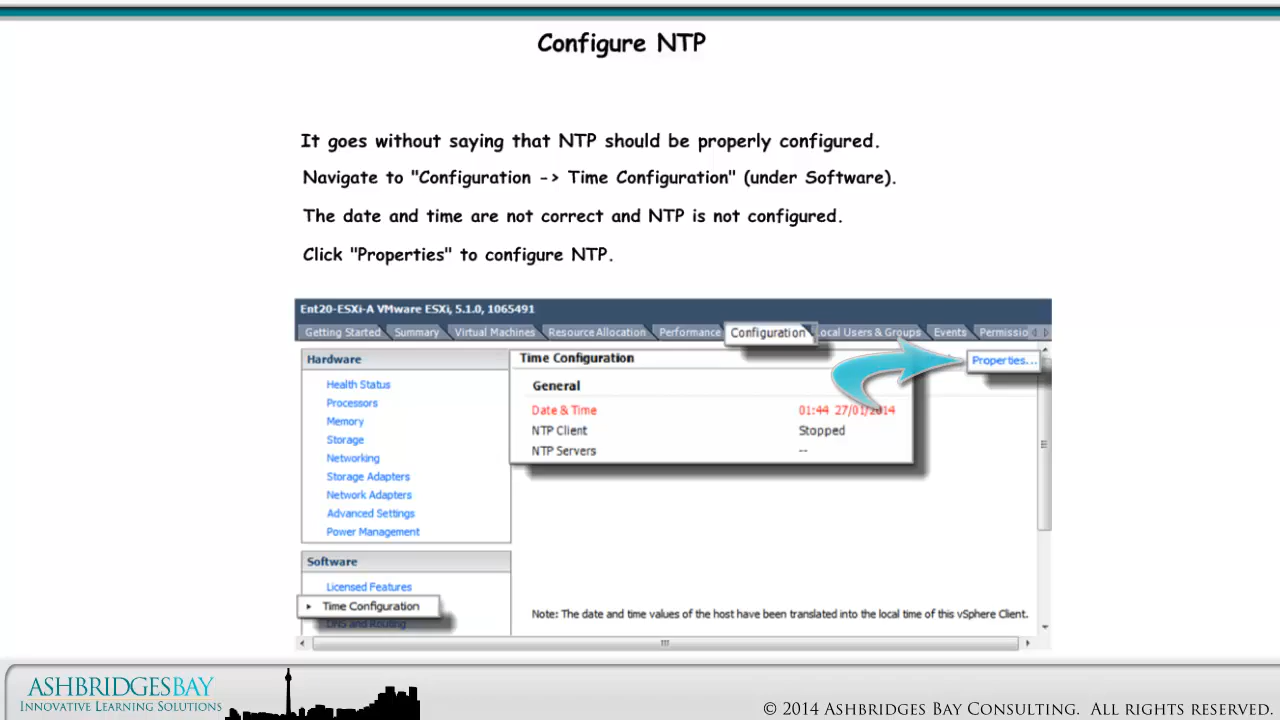 Configure NTP
It goes without saying that NTP should be properly configured.
Navigate to "Configuration -> Time Configuration" (under Software).
The date and time are not correct and NTP is not configured.
Click "Properties" to configure NTP.
Ent20-ESXi-A VMware ESXi, 5.1.0, 1065491
Getting Started Summary Virtual Machines Resource Allocation Performance Configuration Local Users & Groups Events Permissio
Hardware
Health Status
Processors
Memory
Storage
Networking
Storage Adapters
Network Adapters
Advanced Settings
Power Management
Software
Licensed Features
Time Configuration
DNS and Routing
Time Configuration
Properties...
General
Date & Time 01:44 27/01/2014
NTP Client Stopped
NTP Servers --
Note: The date and time values of the host have been translated into the local time of this vSphere Client.
ASHBRIDGESBAY
INNOVATIVE LEARNING SOLUTIONS
© 2014 ASHBRIDGES BAY CONSULTING. ALL RIGHTS RESERVED.